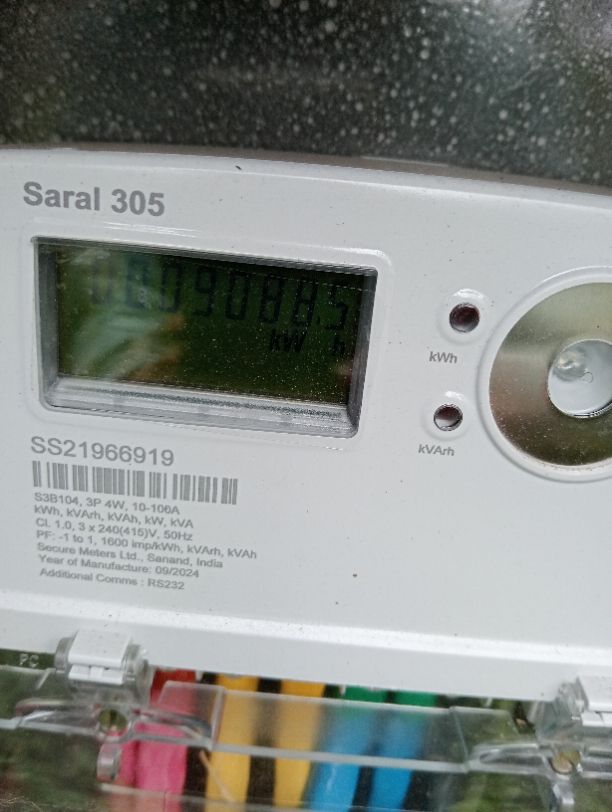 Saral 305
0009088.5
kW h
kWh
kVArh
SS21966919
S3B104, 3P 4W, 10-100A
kWh, kVArh, kVAh, kW, kVA
Cl. 1.0, 3 x 240(415)V, 50Hz
PF: -1 to 1, 1600 imp/kWh, kVArh, kVAh
Secure Meters Ltd., Sanand, India
Year of Manufacture: 09/2024
Additional Comms : RS232
PC